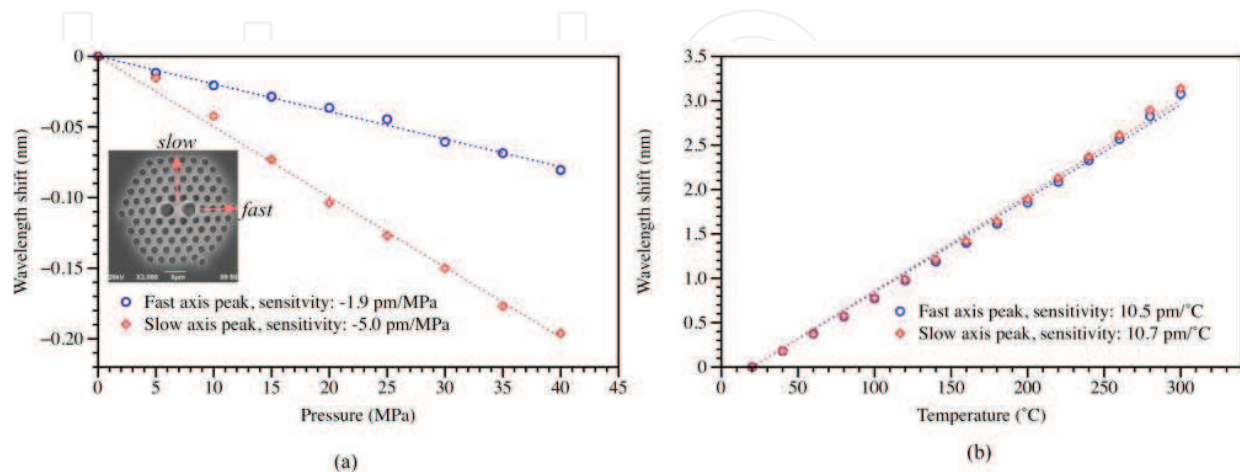 0
−0.05
−0.10
−0.15
−0.20
Wavelength shift (nm)
slow
fast
5μm
Fast axis peak, sensitvity: -1.9 pm/MPa
Slow axis peak, sensitivity: -5.0 pm/MPa
0 5 10 15 20 25 30 35 40 45
Pressure (MPa)
(a)
3.5
3.0
2.5
2.0
1.5
1.0
0.5
0
Wavelength shift (nm)
Fast axis peak, sensitivity: 10.5 pm/°C
Slow axis peak, sensitivity: 10.7 pm/°C
0 50 100 150 200 250 300
Temperature (°C)
(b)